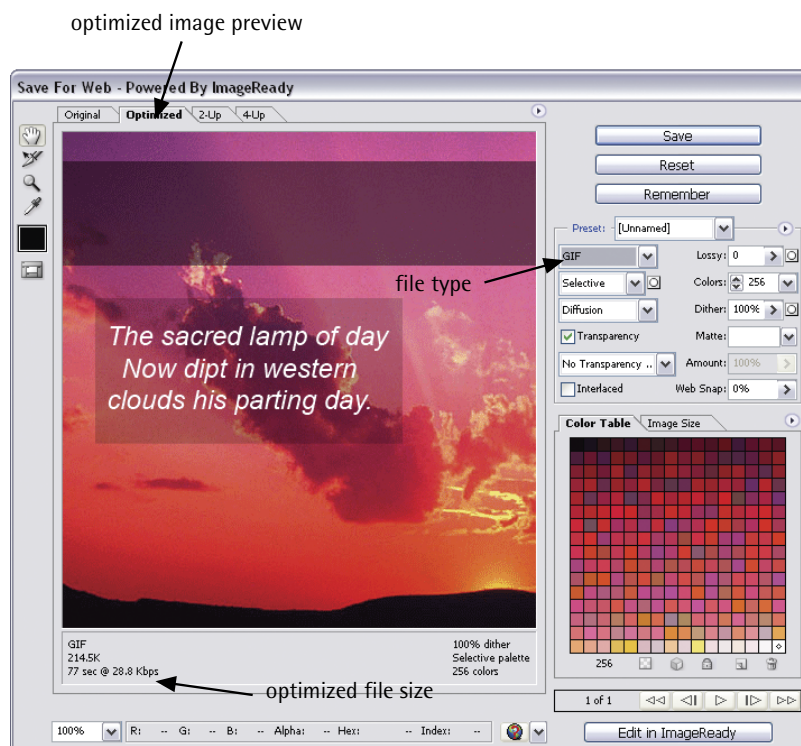 optimized image preview
Save For Web - Powered By ImageReady
Original Optimized 2-Up 4-Up
Save
Reset
Remember
Preset: [Unnamed]
GIF Lossy: 0
file type
Selective Colors: 256
Diffusion Dither: 100%
Transparency Matte:
No Transparency .. Amount: 100%
Interlaced Web Snap: 0%
The sacred lamp of day
Now dipt in western
clouds his parting day.
Color Table Image Size
GIF 100% dither
214.5K Selective palette
77 sec @ 28.8 Kbps 256 colors
256
optimized file size
1 of 1
100% R: -- G: -- B: -- Alpha: -- Hex: -- Index: --
Edit in ImageReady